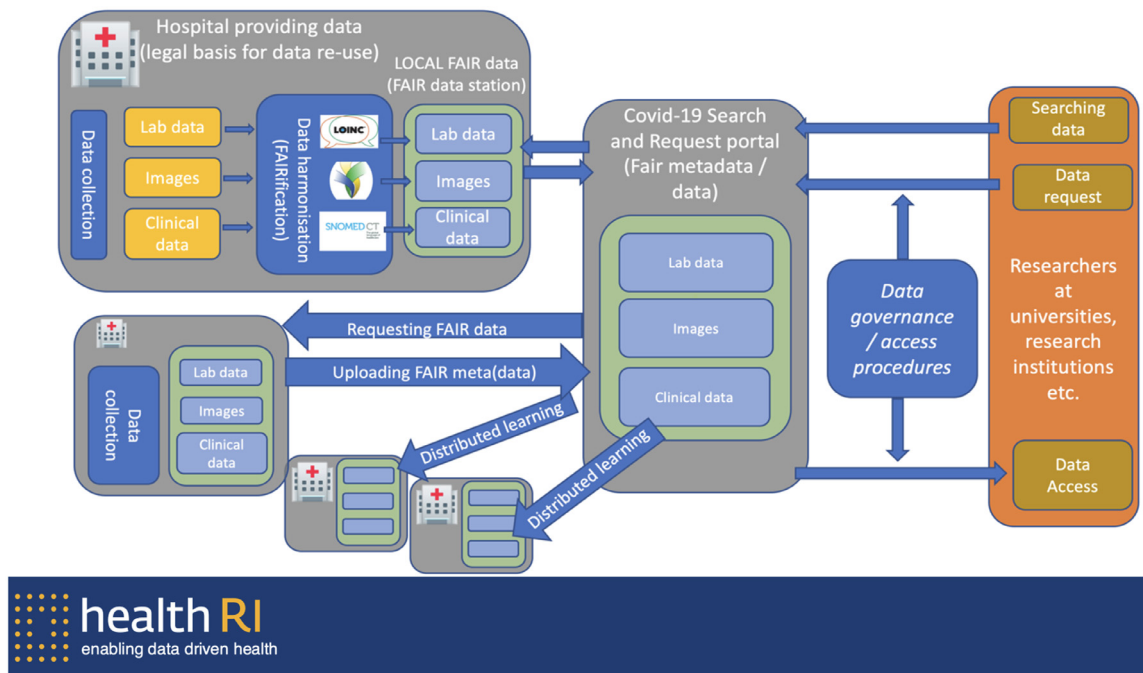 Hospital providing data
(legal basis for data re-use)
LOCAL FAIR data
(FAIR data station)
Data collection
Lab data
Images
Clinical
data
Data harmonisation
(FAIRification)
LOINC
SNOMED CT
Lab data
Images
Clinical
data
Covid-19 Search
and Request portal
(Fair metadata /
data)
Lab data
Images
Clinical data
Searching
data
Data
request
Researchers
at
universities,
research
institutions
etc.
Data
Access
Data
governance
/ access
procedures
Requesting FAIR data
Uploading FAIR meta(data)
Distributed learning
Distributed learning
Data
collection
Lab data
Images
Clinical
data
health RI
enabling data driven health